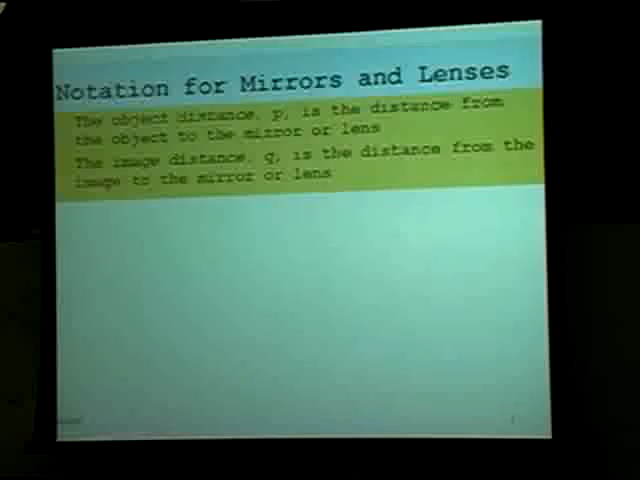 Notation for Mirrors and Lenses
The object distance, p, is the distance from
the object to the mirror or lens
The image distance, q, is the distance from the
image to the mirror or lens